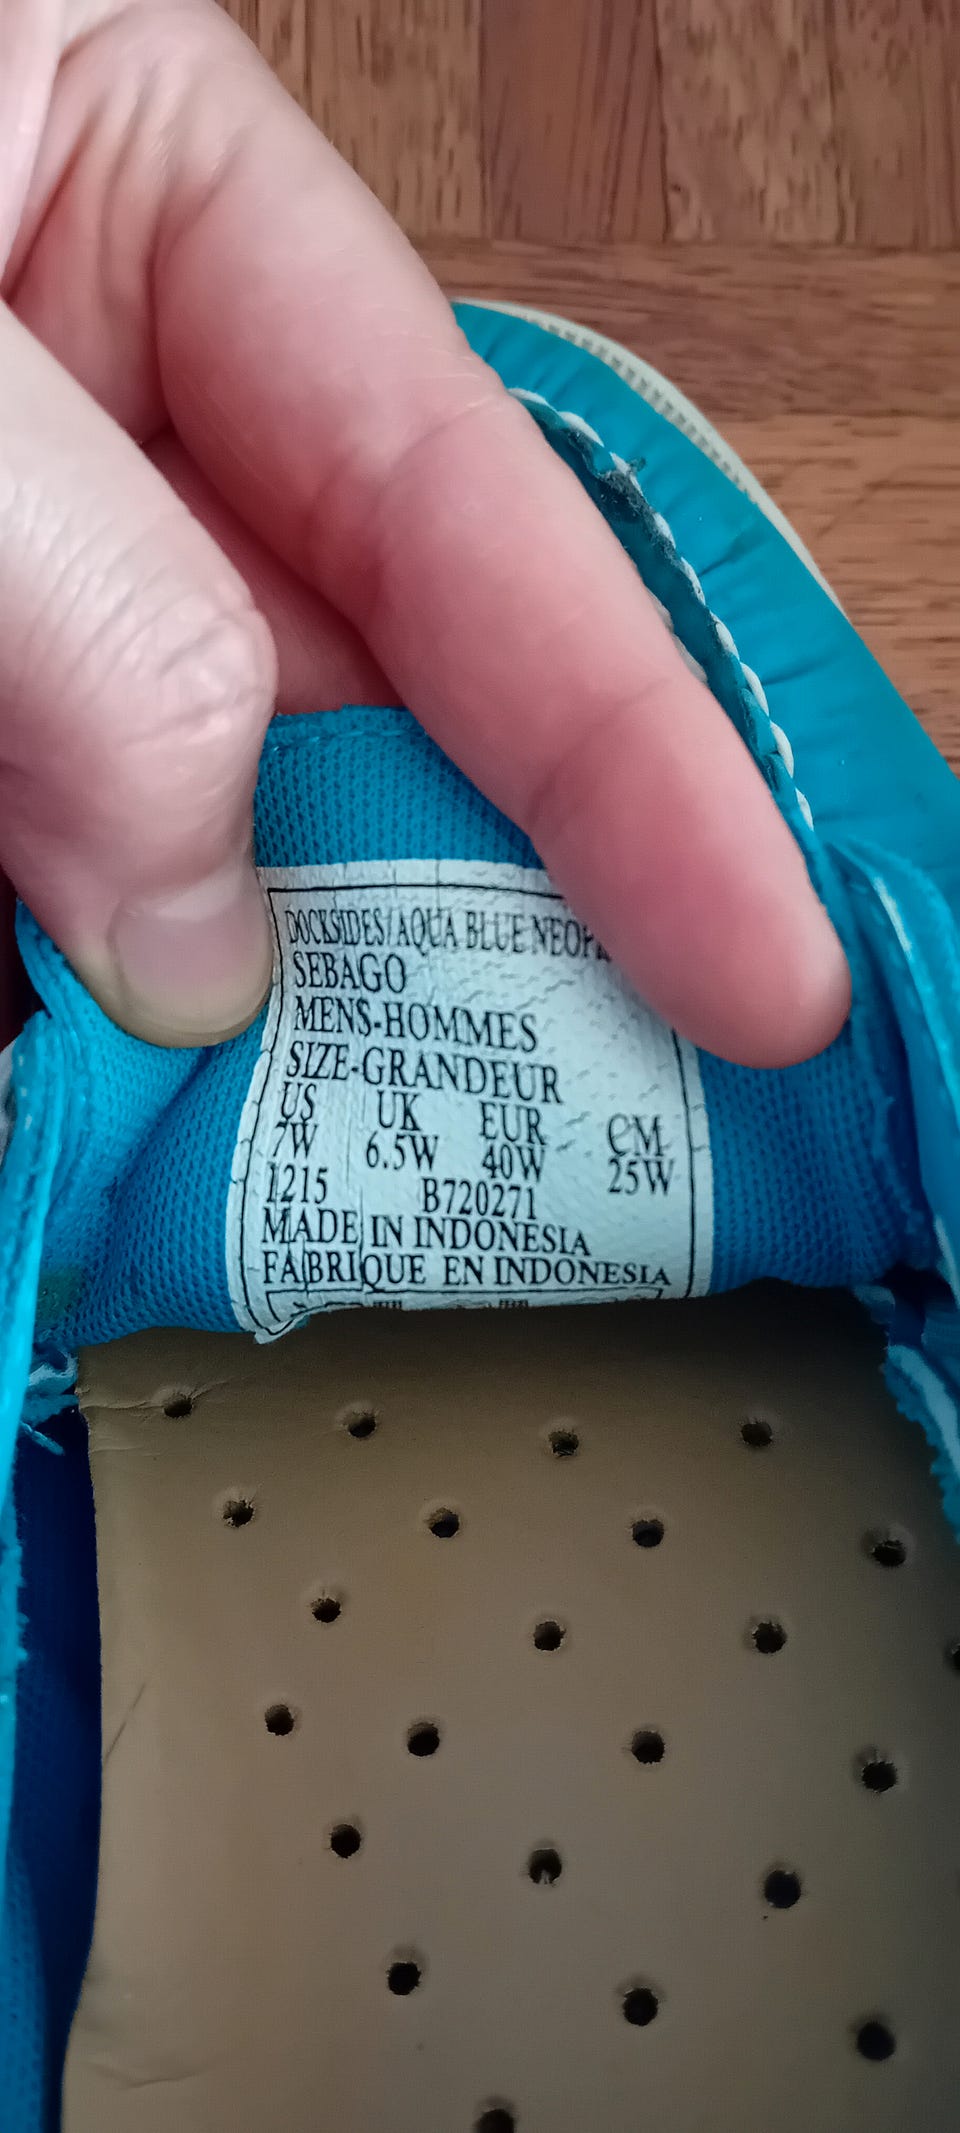 DOCKSIDES/AQUA BLUE
SEBAGO
MENS-HOMMES
SIZE-GRANDEUR
US UK EUR CM
7W 6.5W 40W 25W
1215 B720271
MADE IN INDONESIA
FABRIQUE EN INDONESIA